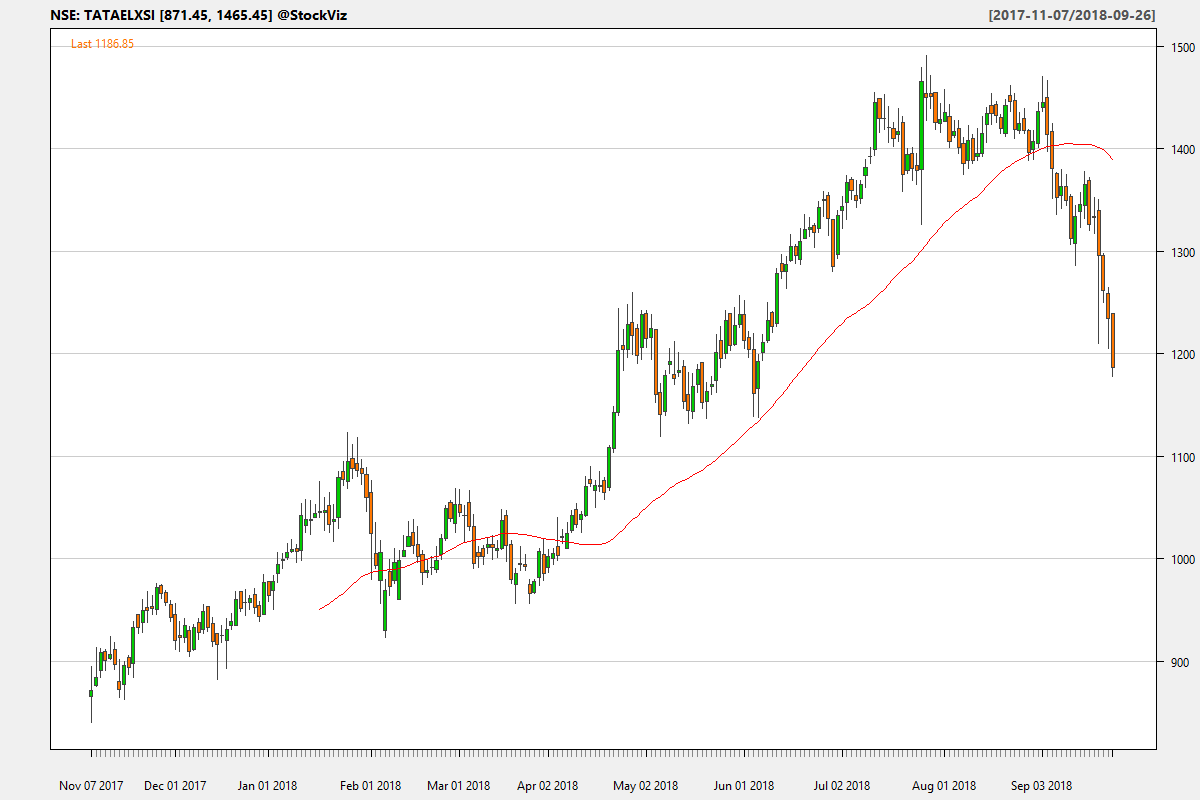 NSE: TATAELXSI [871.45, 1465.45] @StockViz
[2017-11-07/2018-09-26]
Last 1186.85
1500
1400
1300
1200
1100
1000
900
Nov 07 2017 Dec 01 2017 Jan 01 2018 Feb 01 2018 Mar 01 2018 Apr 02 2018 May 02 2018 Jun 01 2018 Jul 02 2018 Aug 01 2018 Sep 03 2018